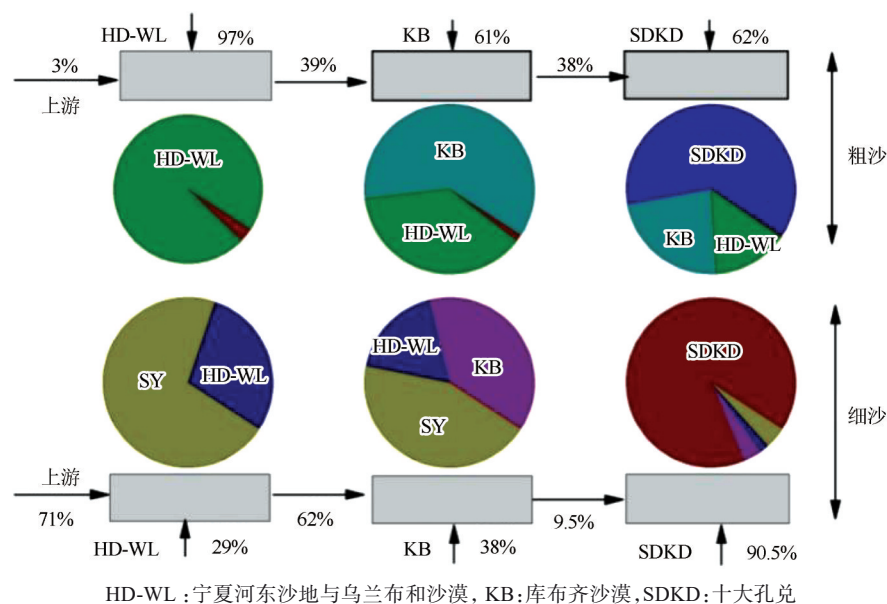 HD-WL 97% KB 61% SDKD 62%
3% 39% 38%
上游
粗沙
HD-WL
KB
HD-WL
SDKD
KB HD-WL
SY HD-WL
HD-WL KB
SY
SDKD
细沙
上游
71% 62% 9.5%
HD-WL 29% KB 38% SDKD 90.5%
HD-WL :宁夏河东沙地与乌兰布和沙漠, KB:库布齐沙漠,SDKD:十大孔兑